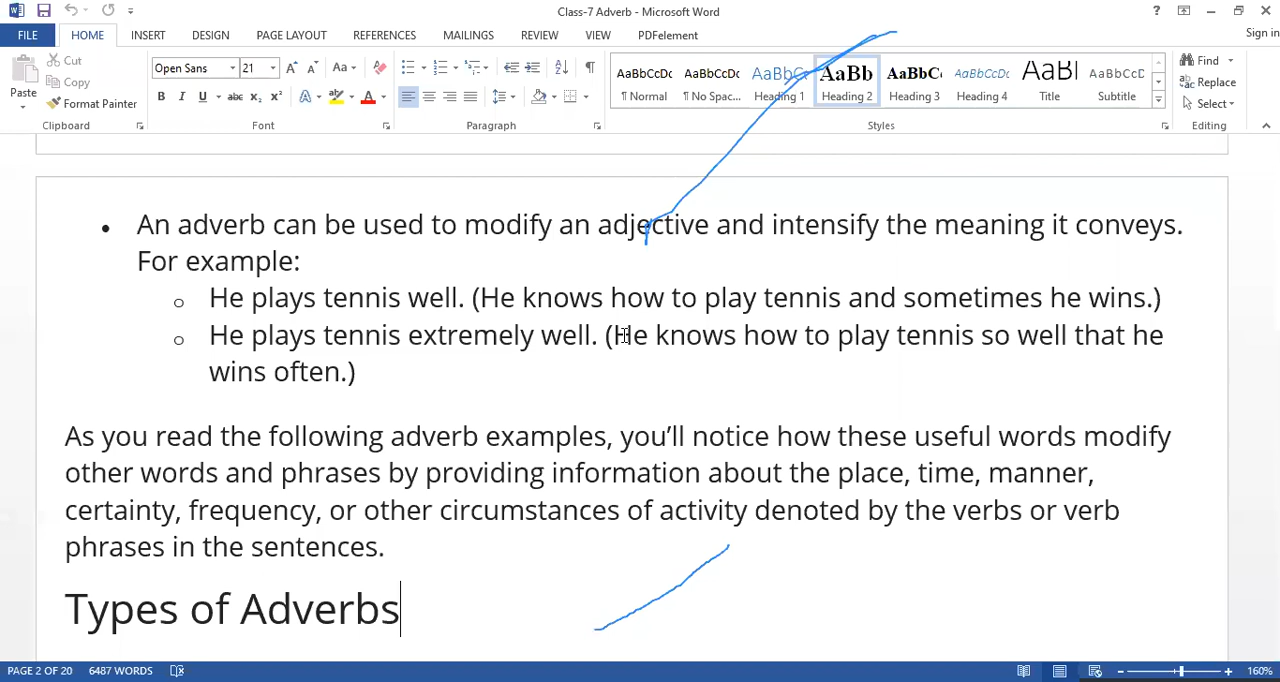 Class-7 Adverb - Microsoft Word
?
Sign in
FILE HOME INSERT DESIGN PAGE LAYOUT REFERENCES MAILINGS REVIEW VIEW PDFelement
Paste
Cut
Copy
Format Painter
Clipboard
Open Sans 21
Font
Paragraph
AaBbCcDc AaBbCcDc AaBbCc AaBb AaBbC AaBbCcDc AaBl AaBbCcD
¶ Normal ¶ No Spac... Heading 1 Heading 2 Heading 3 Heading 4 Title Subtitle
Styles
Find
Replace
Select
Editing
• An adverb can be used to modify an adjective and intensify the meaning it conveys.
For example:
o He plays tennis well. (He knows how to play tennis and sometimes he wins.)
o He plays tennis extremely well. (He knows how to play tennis so well that he
wins often.)
As you read the following adverb examples, you’ll notice how these useful words modify
other words and phrases by providing information about the place, time, manner,
certainty, frequency, or other circumstances of activity denoted by the verbs or verb
phrases in the sentences.
Types of Adverbs
PAGE 2 OF 20 6487 WORDS 160%